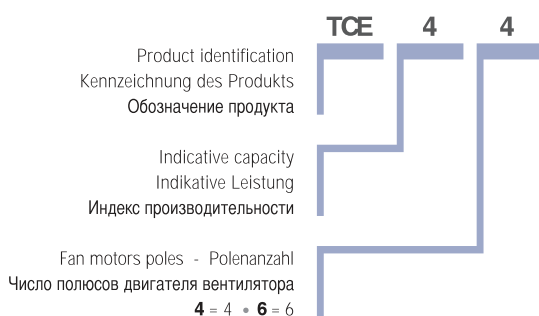 TCE 4 4
Product identification
Kennzeichnung des Produkts
Обозначение продукта
Indicative capacity
Indikative Leistung
Индекс производительности
Fan motors poles - Polenanzahl
Число полюсов двигателя вентилятора
4 = 4 • 6 = 6